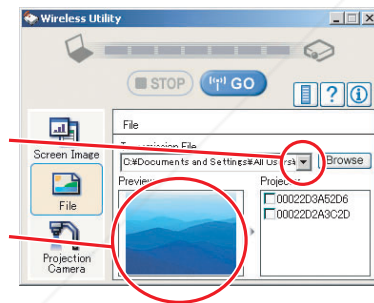 Wireless Utility
STOP GO
?
File
Screen Image
Transmission File
C:¥Documents and Settings¥All Users¥
Browse
Preview
Projector
File
00022D3A52D6
00022D2A3C2D
Projection
Camera